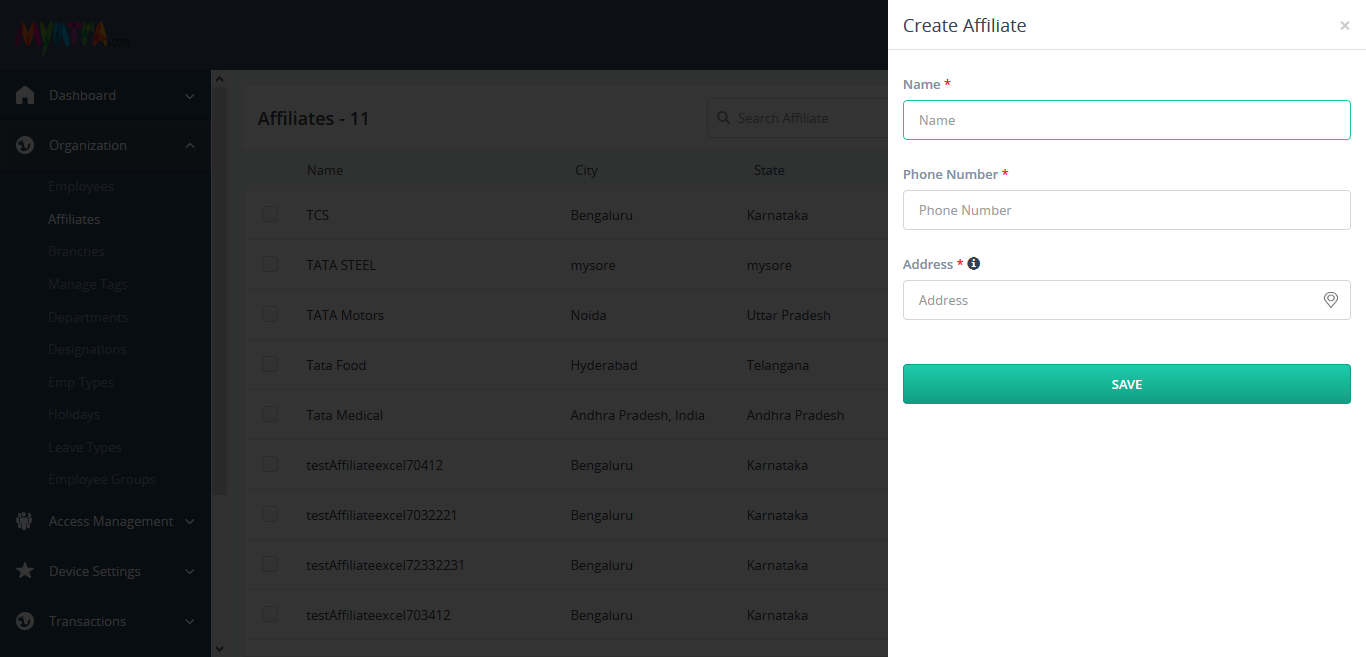 Myntra.com
Create Affiliate
×
Dashboard
Organization
Employees
Affiliates
Branches
Manage Tags
Departments
Designations
Emp Types
Holidays
Leave Types
Employee Groups
Access Management
Device Settings
Transactions
Affiliates - 11
Search Affiliate
Name City State
TCS Bengaluru Karnataka
TATA STEEL mysore mysore
TATA Motors Noida Uttar Pradesh
Tata Food Hyderabad Telangana
Tata Medical Andhra Pradesh, India Andhra Pradesh
testAffiliateexcel70412 Bengaluru Karnataka
testAffiliateexcel7032221 Bengaluru Karnataka
testAffiliateexcel72332231 Bengaluru Karnataka
testAffiliateexcel703412 Bengaluru Karnataka
Name *
Name
Phone Number *
Phone Number
Address *
Address
SAVE